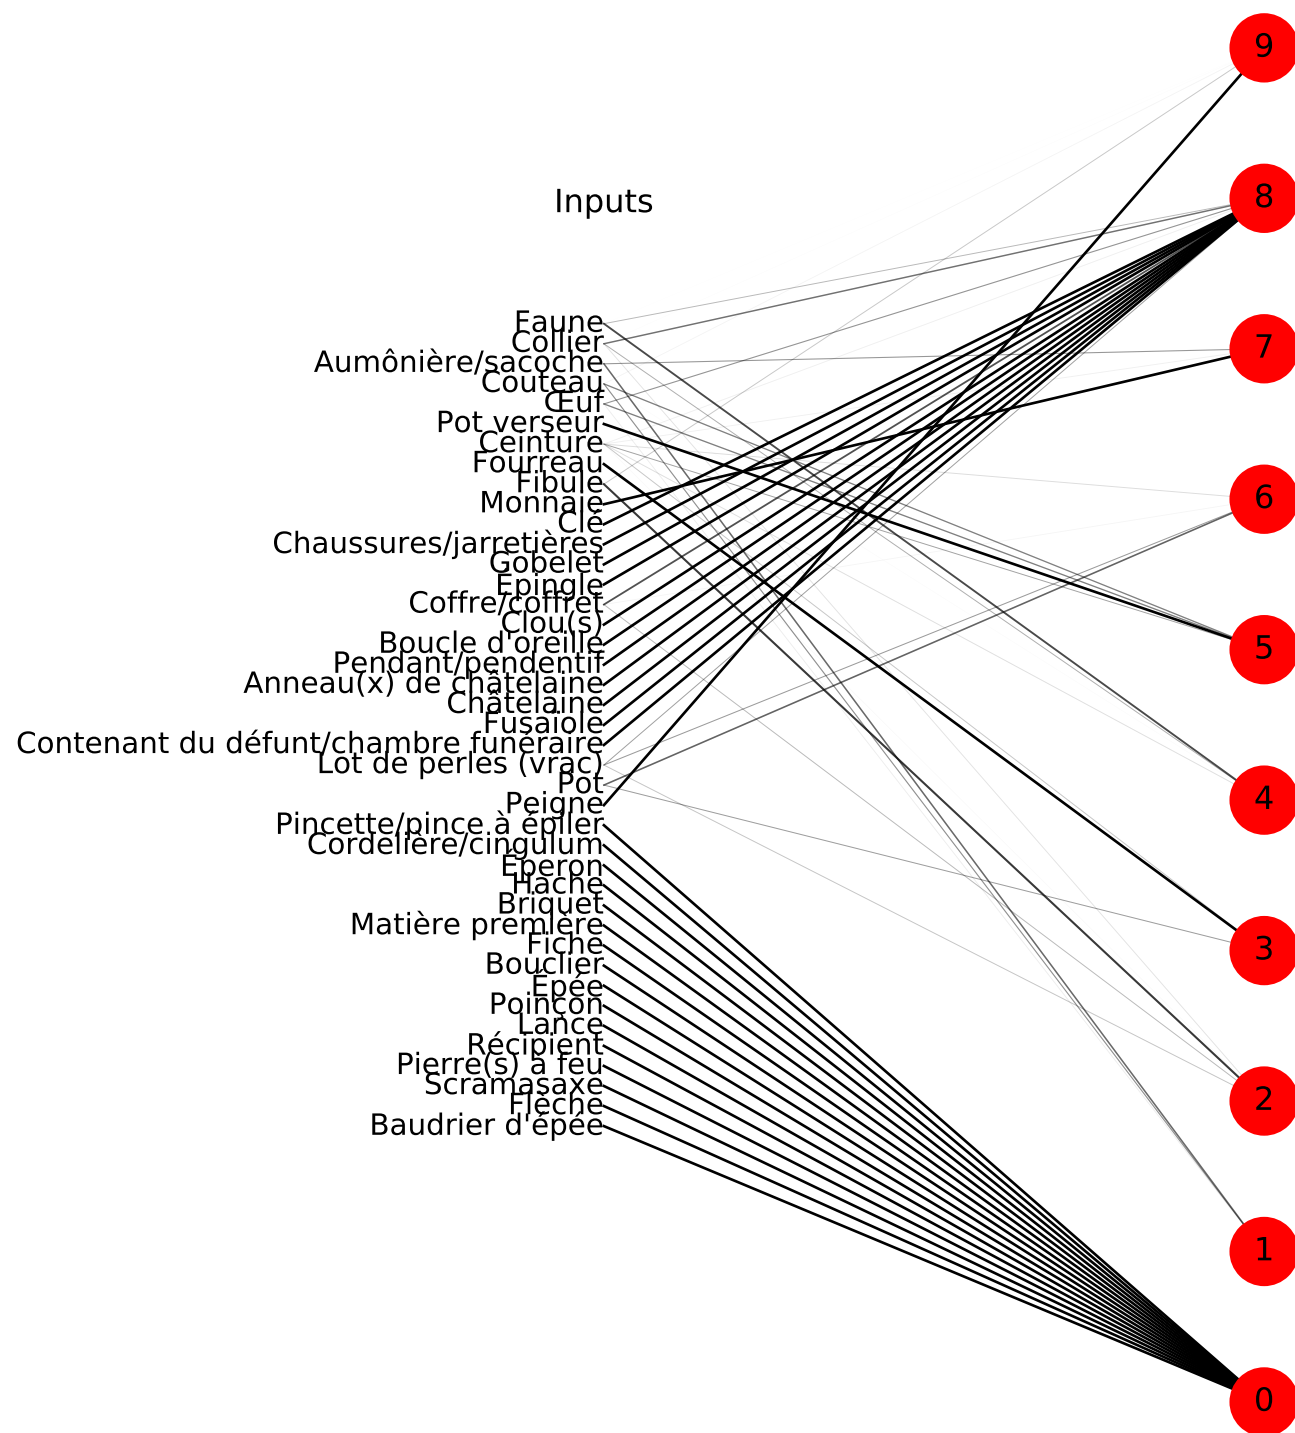 9
8
Inputs
Faune
Collier
7
Aumônière/sacoche
Couteau
Œuf
Pot verseur
Ceinture
Fourreau
Fibule
6
Monnaie
Clé
Chaussures/jarretières
Gobelet
Épingle
Coffre/coffret
Clou(s)
Boucle d'oreille
5
Pendant/pendentif
Anneau(x) de châtelaine
Châtelaine
Fusaïole
Contenant du défunt/chambre funéraire
Lot de perles (vrac)
Pot
4
Peigne
Pincette/pince à épiler
Cordelière/cingulum
Éperon
Hache
Briquet
Matière première
Fiche
3
Bouclier
Épée
Poinçon
Lance
Récipient
Pierre(s) à feu
Scramasaxe
2
Flèche
Baudrier d'épée
1
0